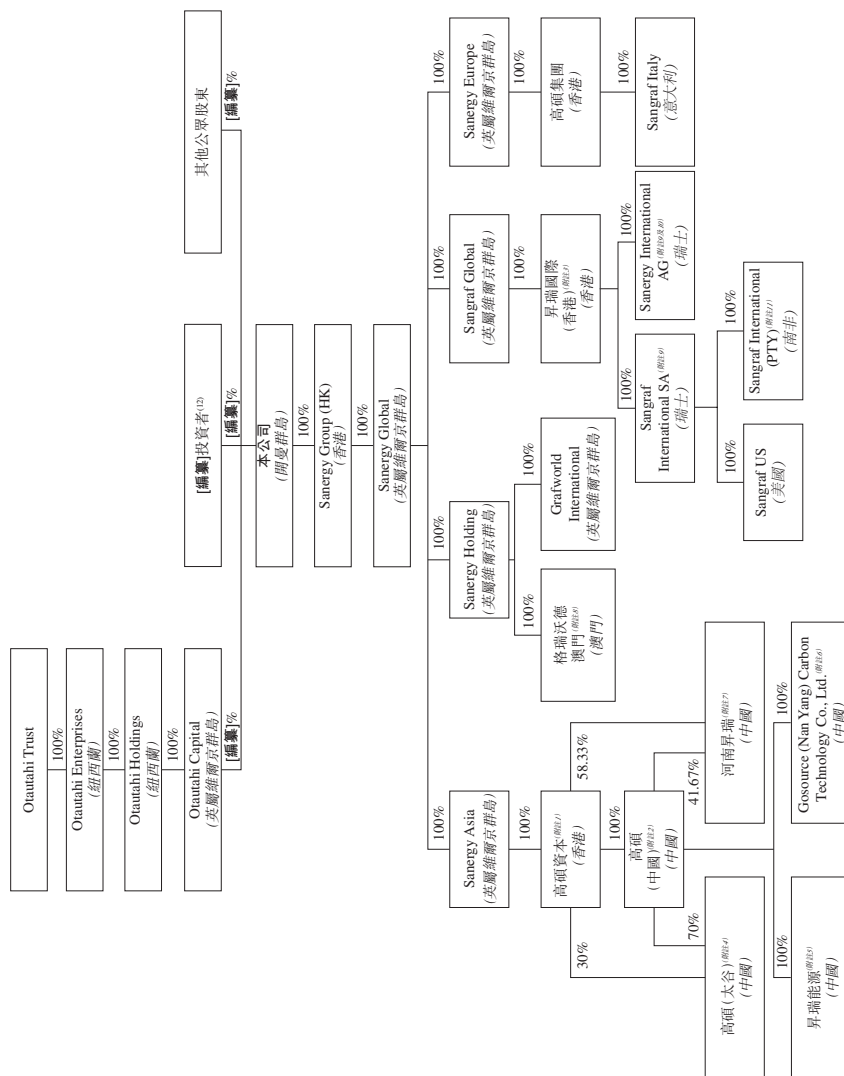 Otautahi Trust
100%
Otautahi Enterprises
(紐西蘭)
100%
Otautahi Holdings
(紐西蘭)
100%
Otautahi Capital
(英屬維爾京群島)
[編纂]%
[編纂]投資者(12)
[編纂]%
其他公眾股東
[編纂]%
本公司
(開曼群島)
100%
Sanergy Group (HK)
(香港)
100%
Sanergy Global
(英屬維爾京群島)
100%
100%
100%
100%
Sanergy Asia
(英屬維爾京群島)
Sanergy Holding
(英屬維爾京群島)
Sangraf Global
(英屬維爾京群島)
Sanergy Europe
(英屬維爾京群島)
100%
100%
100%
100%
100%
高碩資本(附註1)
(香港)
格瑞沃德
澳門(附註8)
(澳門)
Grafworld
International
(英屬維爾京群島)
昇瑞國際
(香港)(附註3)
(香港)
高碩集團
(香港)
30%
100%
58.33%
100%
100%
100%
高碩
(中國)(附註2)
(中國)
Sangraf
International SA(附註9)
(瑞士)
Sanergy International
AG(附註9及10)
(瑞士)
Sangraf Italy
(意大利)
70%
41.67%
100%
100%
高碩(太谷)(附註4)
(中國)
河南昇瑞(附註7)
(中國)
Sangraf US
(美國)
Sangraf International
(PTY)(附註11)
(南非)
100%
100%
昇瑞能源(附註5)
(中國)
Gosource (Nan Yang) Carbon
Technology Co., Ltd.(附註6)
(中國)